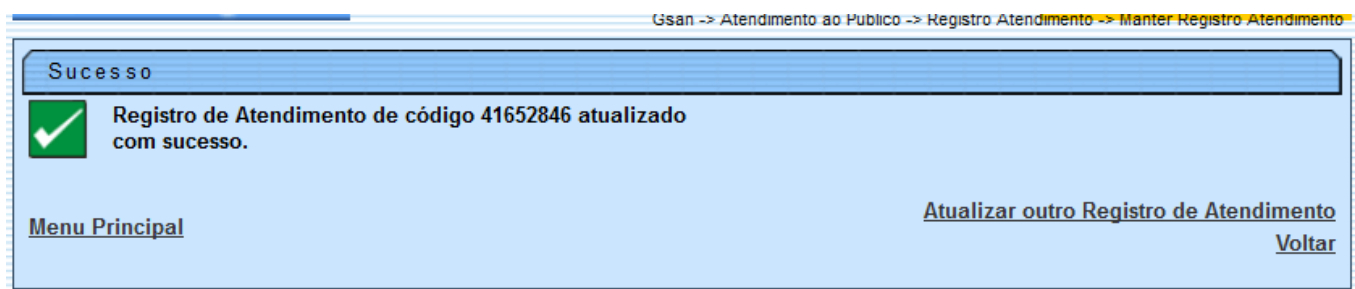 Gsan -> Atendimento ao Publico -> Registro Atendimento -> Manter Registro Atendimento
Sucesso
Registro de Atendimento de código 41652846 atualizado
com sucesso.
Atualizar outro Registro de Atendimento
Menu Principal
Voltar